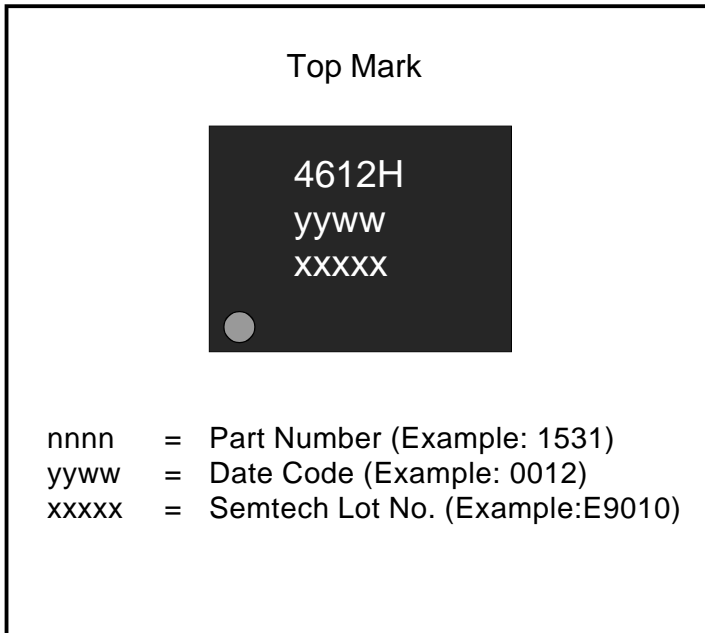 Top Mark
4612H
yyww
xxxxx
nnnn = Part Number (Example: 1531)
yyww = Date Code (Example: 0012)
xxxxx = Semtech Lot No. (Example:E9010)